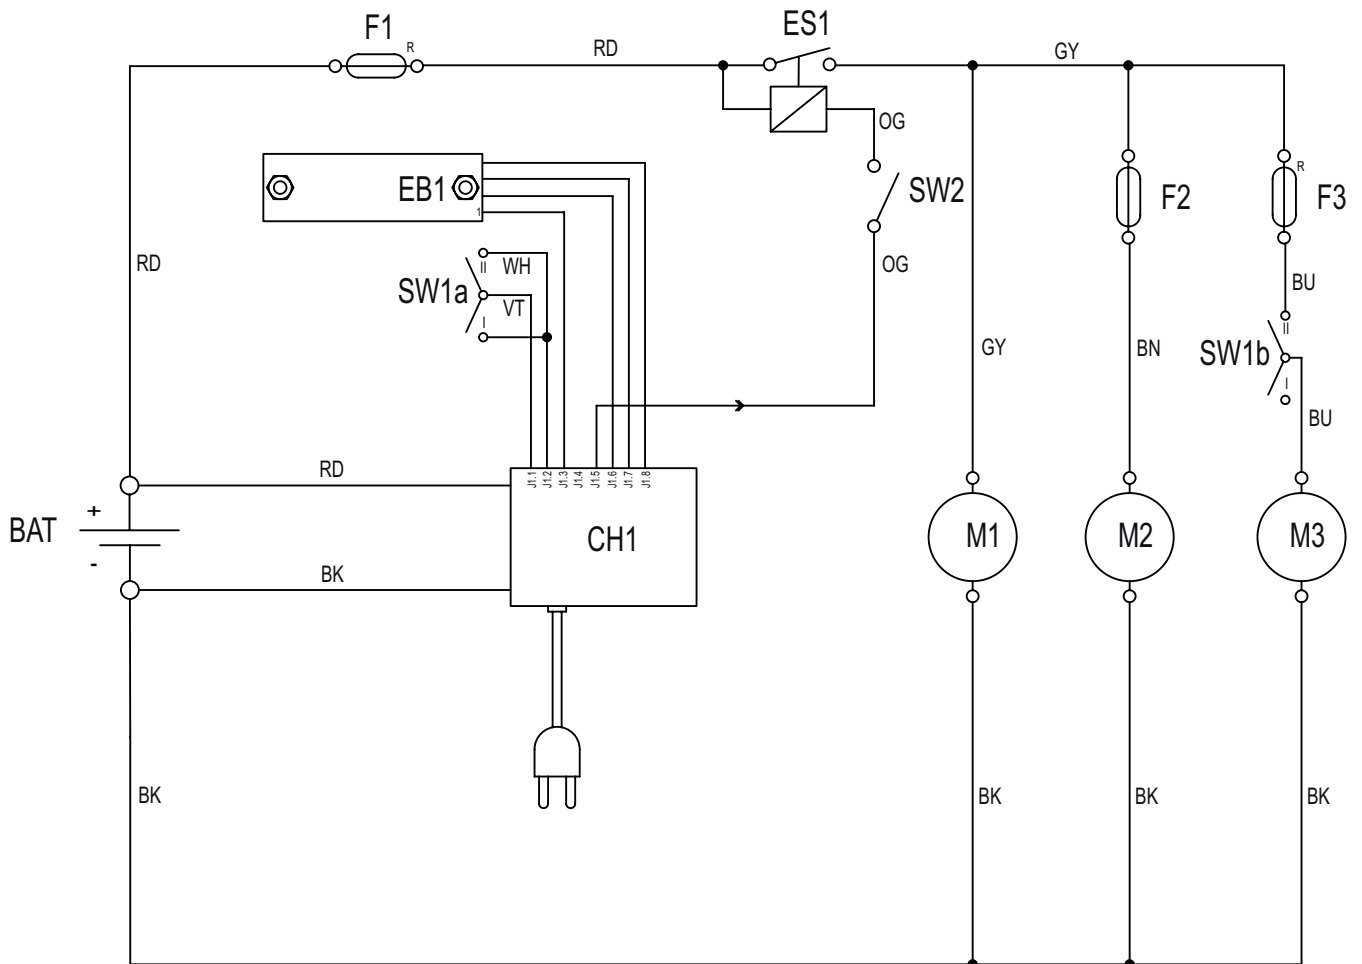 F1
R
RD
ES1
GY
OG
EB1
1
SW2
F2
R
F3
RD
II
WH
SW1a
VT
I
OG
BU
II
GY
BN
SW1b
I
BU
RD
J1.1
J1.2
J1.3
J1.4
J1.5
J1.6
J1.7
J1.8
+
BAT
-
CH1
M1
M2
M3
BK
BK
BK
BK
BK